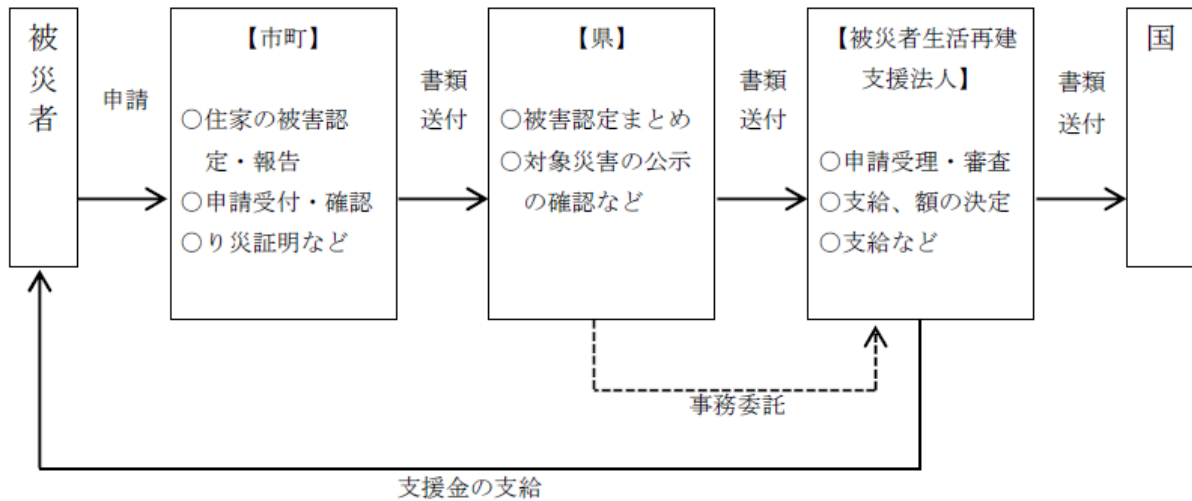 被災者
申請
【市町】
○住家の被害認
定・報告
○申請受付・確認
○り災証明など
書類
送付
【県】
○被害認定まとめ
○対象災害の公示
の確認など
書類
送付
【被災者生活再建
支援法人】
○申請受理・審査
○支給、額の決定
○支給など
書類
送付
国
事務委託
支援金の支給